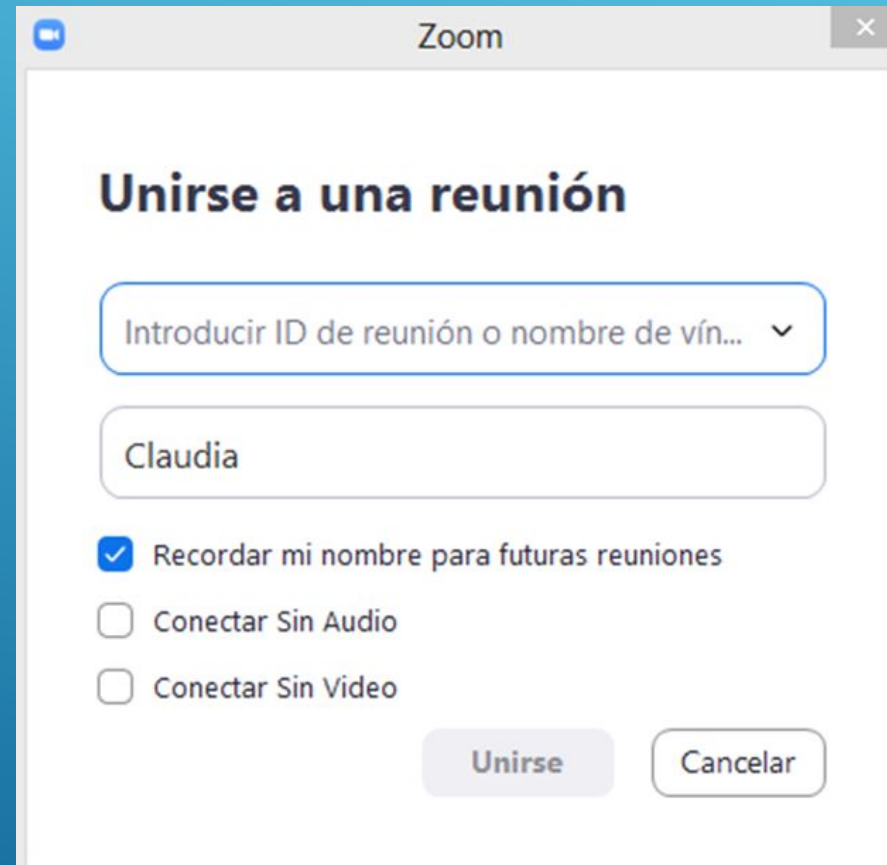 Zoom
Unirse a una reunión
Introducir ID de reunión o nombre de vín...
Claudia
Recordar mi nombre para futuras reuniones
Conectar Sin Audio
Conectar Sin Video
Unirse
Cancelar